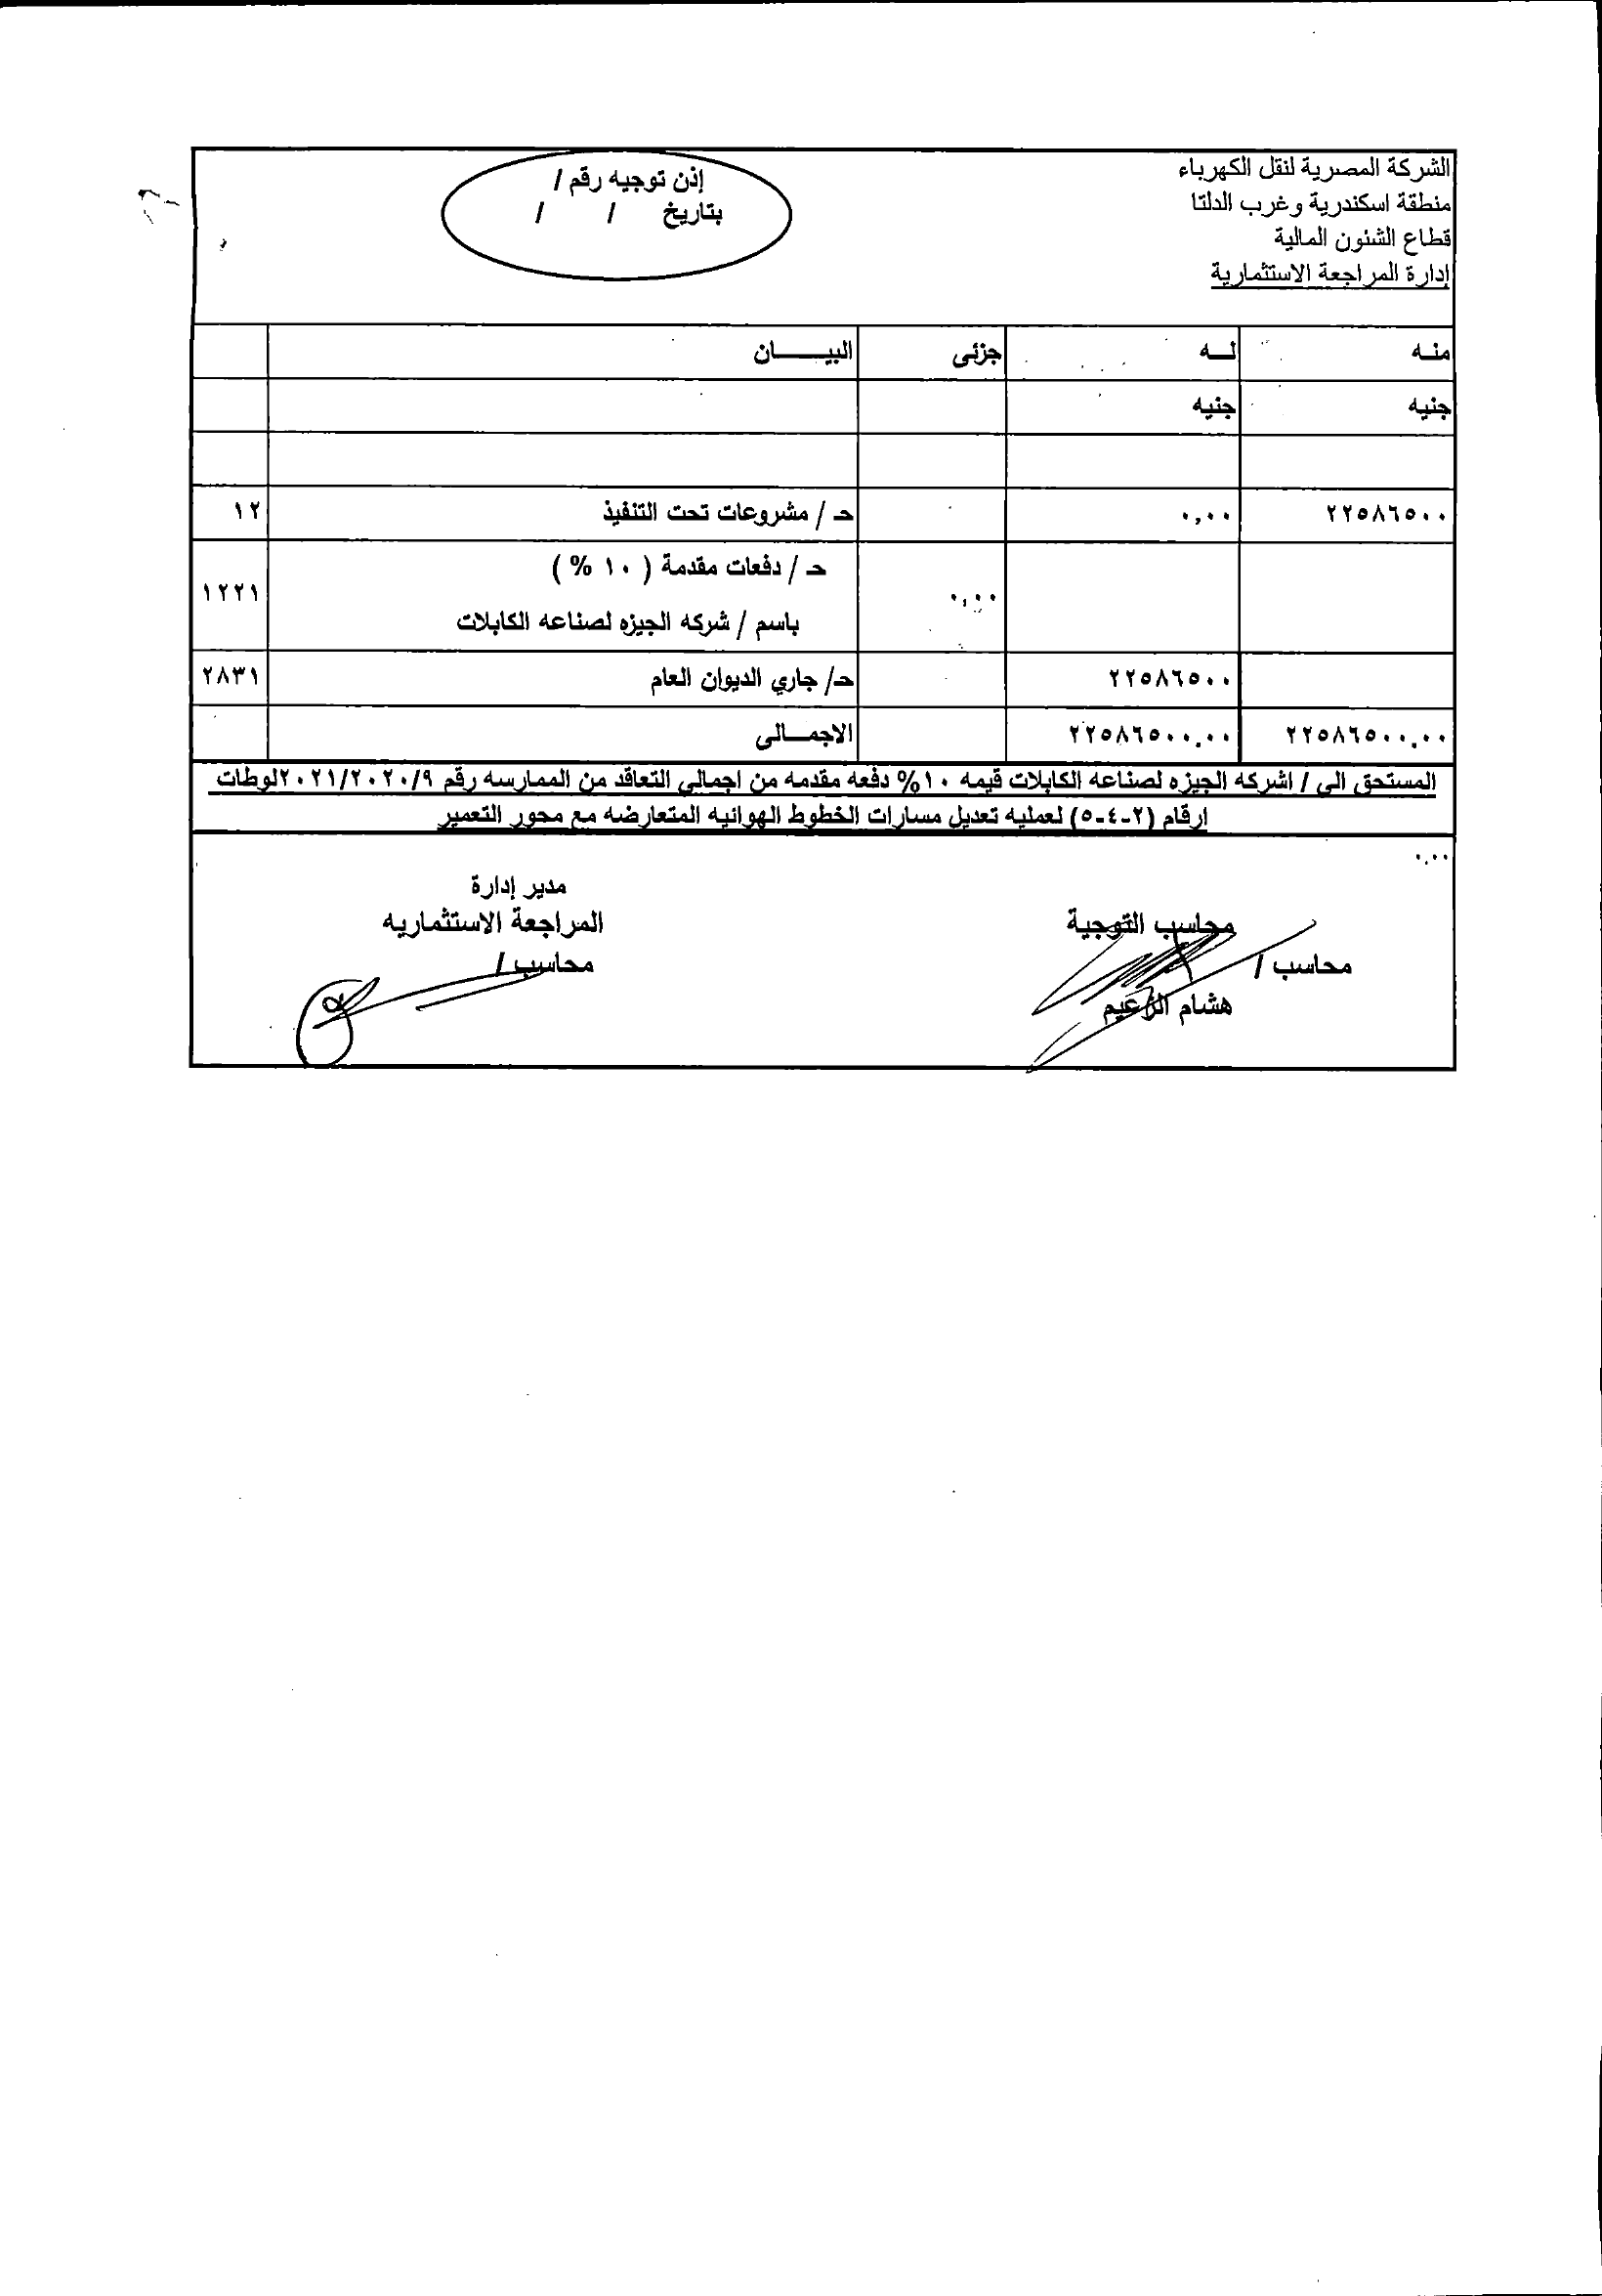 الشركة المصرية لنقل الكهرباء
منطقة اسكندرية وغرب الدلتا
قطاع الشئون المالية
إدارة المراجعة الاستثمارية
إذن توجيه رقم /
بتاريخ / /
منـه لـــه جزئى البيـــــــان
جنيه جنيه
٢٢٥٨٦٥٠٠ ٠,٠٠ حـ / مشروعات تحت التنفيذ ١٢
حـ / دفعات مقدمة ( ١٠ % )
٠,٠٠ ١٢٢١
باسم / شركه الجيزه لصناعه الكابلات
٢٢٥٨٦٥٠٠ حـ/ جاري الديوان العام ٢٨٣١
٢٢٥٨٦٥٠٠,٠٠ ٢٢٥٨٦٥٠٠,٠٠ الاجمـــالى
المستحق الى / اشركه الجيزه لصناعه الكابلات قيمه ١٠% دفعه مقدمه من اجمالي التعاقد من الممارسه رقم ٢٠٢١/٢٠٢٠/٩لوطات
ارقام (٢-٤-٥) لعمليه تعديل مسارات الخطوط الهوائيه المتعارضه مع محور التعمير
٠,٠٠
محاسب التوجية
محاسب /
هشام الزعيم
مدير إدارة
المراجعة الاستثماريه
محاسب /